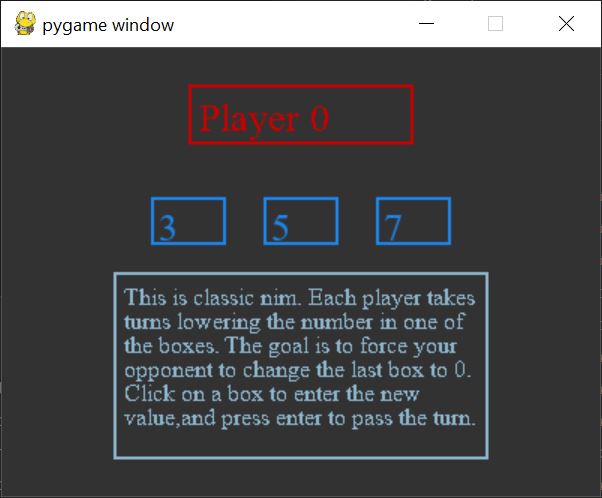 pygame window
Player 0
3 5 7
This is classic nim. Each player takes
turns lowering the number in one of
the boxes. The goal is to force your
opponent to change the last box to 0.
Click on a box to enter the new
value,and press enter to pass the turn.